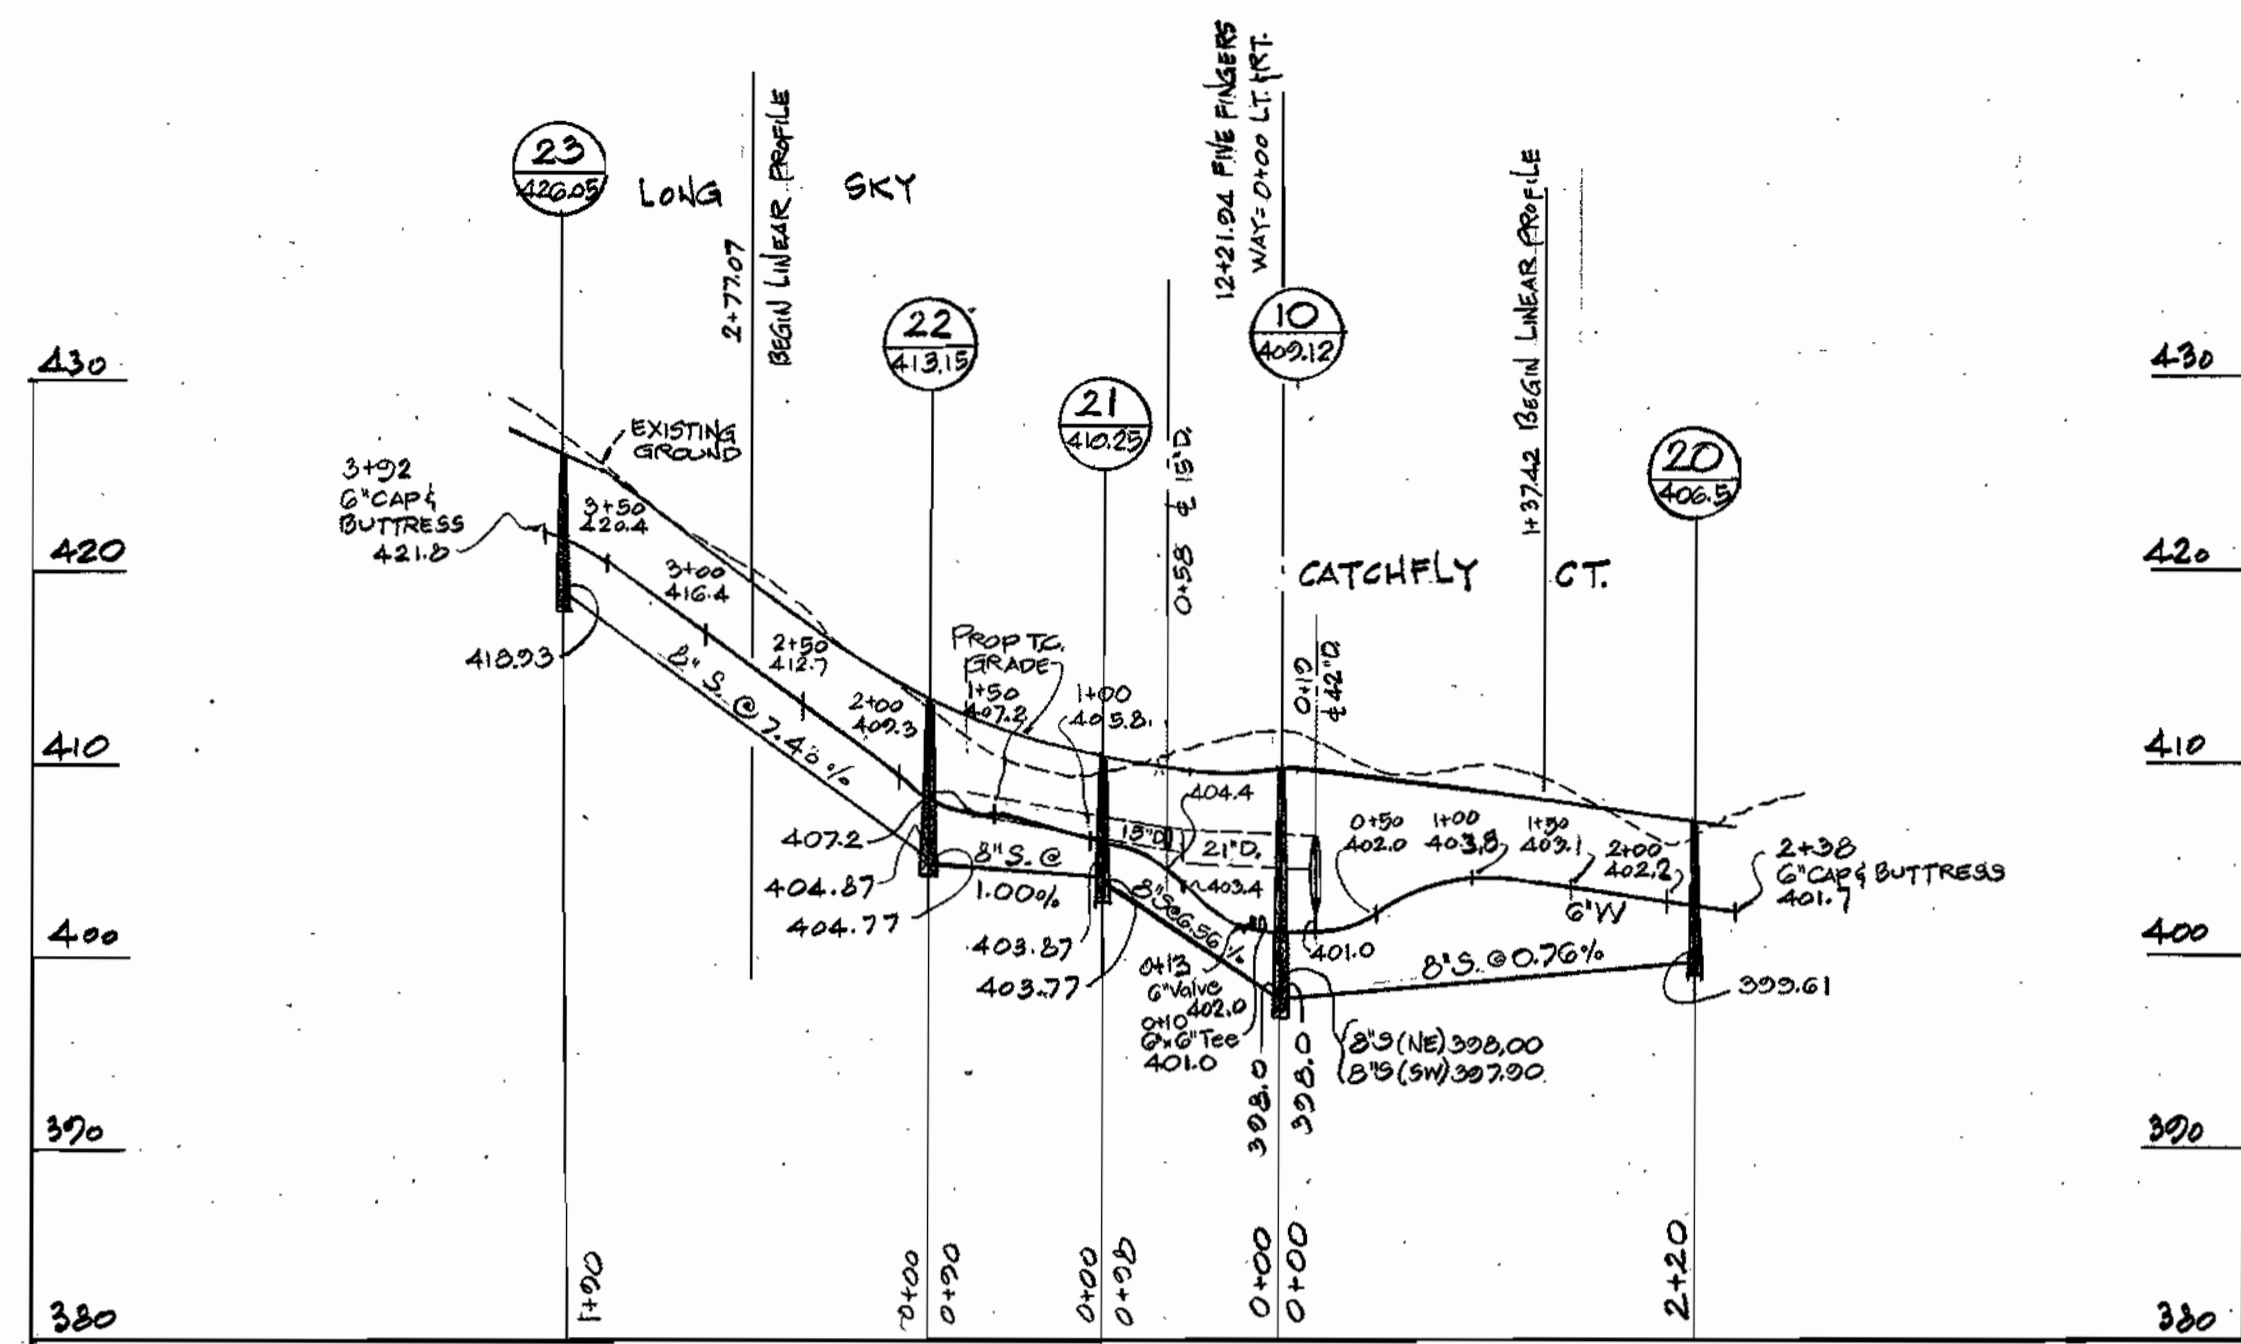 12+21.94 FIVE FINGERS
WAY=0+00 LT. & RT.
23
426.05
LONG SKY
2+77.07
BEGIN LINEAR PROFILE
22
413.15
10
409.12
1+37.42 BEGIN LINEAR PROFILE
430
430
21
410.25
EXISTING
GROUND
0+58 ℄ 15"D.
20
406.5
3+92
6"CAP &
BUTTRESS
421.8
3+50
420.4
420
420
3+00
416.4
CATCHFLY CT.
418.93
8" S. @ 7.48%
2+50
412.7
PROP T.C.
GRADE
0+19
℄ 42"D.
2+00
409.3
1+50
407.2
1+00
405.8
410
410
404.4
407.2
15"D
21"D.
0+50
402.0
1+00
403.8
1+50
403.1
2+00
402.2
2+38
6"CAP & BUTTRESS
401.7
8"S. @
1.00%
404.87
404.77
403.4
8"S@6.56%
6"W
400
400
403.87
403.77
401.0
8"S. @ 0.76%
399.61
0+13
6"Valve
402.0
0+10
6"x6"Tee
401.0
398.0
398.0
8"S(NE)398.00
8"S(SW)397.90
390
390
1+90
0+00
0+90
0+00
0+98
0+00
0+00
2+20
380
380